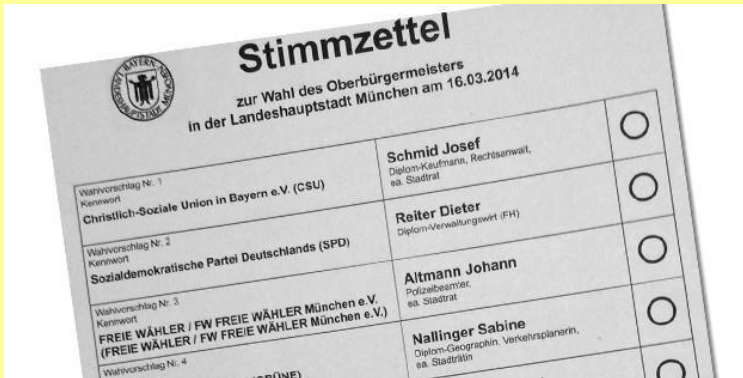 Stimmzettel
zur Wahl des Oberbürgermeisters
in der Landeshauptstadt München am 16.03.2014
Wahlvorschlag Nr. 1
Kennwort
Christlich-Soziale Union in Bayern e.V. (CSU)
Schmid Josef
Diplom-Kaufmann, Rechtsanwalt,
ea. Stadtrat
Wahlvorschlag Nr. 2
Kennwort
Sozialdemokratische Partei Deutschlands (SPD)
Reiter Dieter
Diplom-Verwaltungswirt (FH)
Wahlvorschlag Nr. 3
Kennwort
FREIE WÄHLER / FW FREIE WÄHLER München e.V.
(FREIE WÄHLER / FW FREIE WÄHLER München e.V.)
Altmann Johann
Polizeibeamter,
ea. Stadtrat
Wahlvorschlag Nr. 4
Nallinger Sabine
Diplom-Geographin, Verkehrsplanerin,
ea. Stadträtin